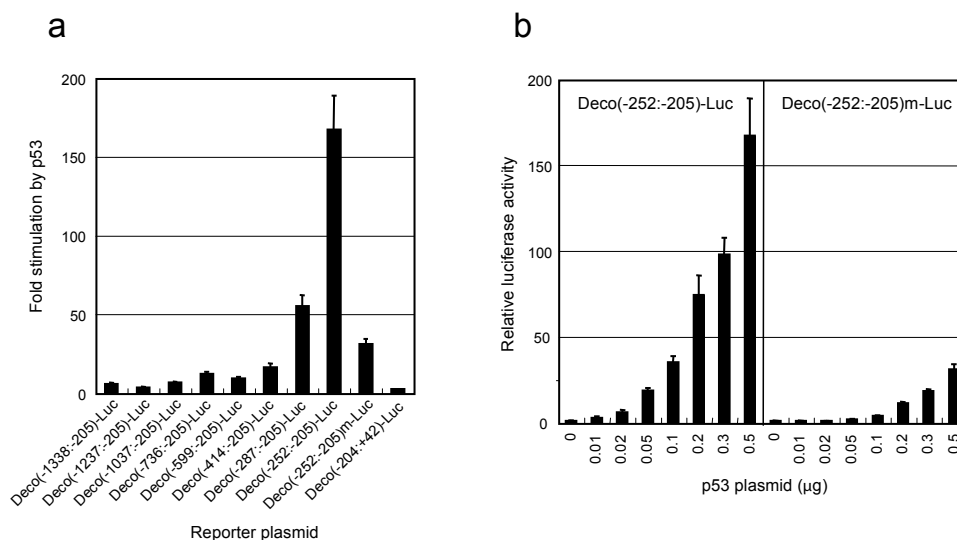 a
200
150
100
50
0
Fold stimulation by p53
Deco(-1338:-205)-Luc
Deco(-1237:-205)-Luc
Deco(-1037:-205)-Luc
Deco(-736:-205)-Luc
Deco(-599:-205)-Luc
Deco(-414:-205)-Luc
Deco(-287:-205)-Luc
Deco(-252:-205)-Luc
Deco(-252:-205)m-Luc
Deco(-204:+42)-Luc
Reporter plasmid
b
200
150
100
50
0
Relative luciferase activity
Deco(-252:-205)-Luc
Deco(-252:-205)m-Luc
0
0.01
0.02
0.05
0.1
0.2
0.3
0.5
0
0.01
0.02
0.05
0.1
0.2
0.3
0.5
p53 plasmid (µg)